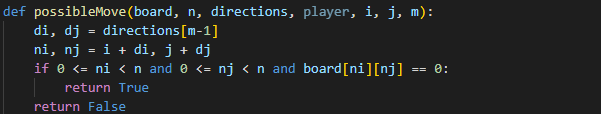 def possibleMove(board, n, directions, player, i, j, m):
    di, dj = directions[m-1]
    ni, nj = i + di, j + dj
    if 0 <= ni < n and 0 <= nj < n and board[ni][nj] == 0:
        return True
    return False